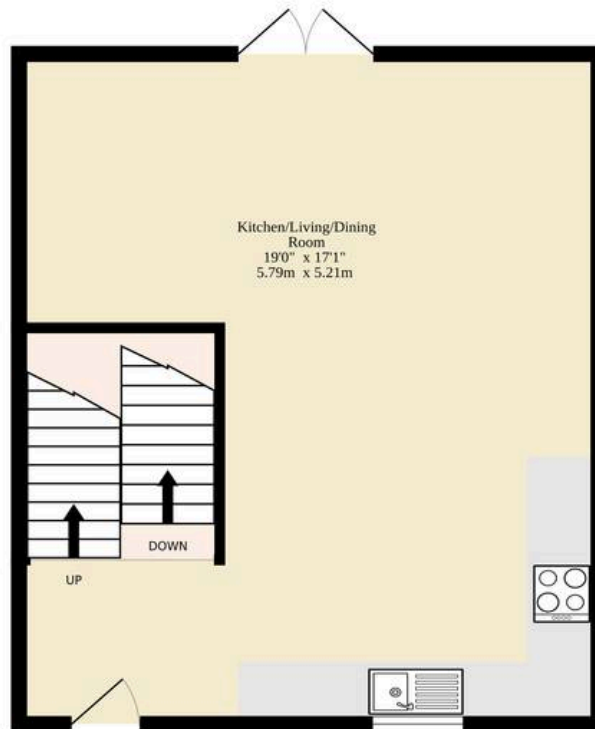 Kitchen/Living/Dining
Room
19'0" x 17'1"
5.79m x 5.21m
DOWN
UP